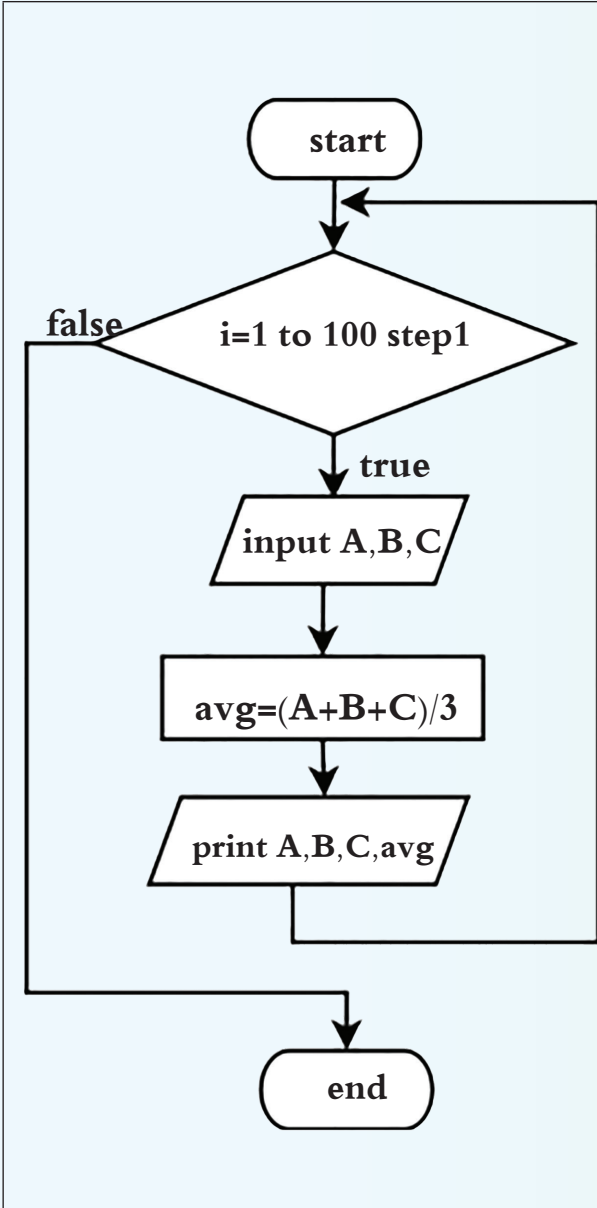 start
false
i=1 to 100 step1
true
input A,B,C
avg=(A+B+C)/3
print A,B,C,avg
end